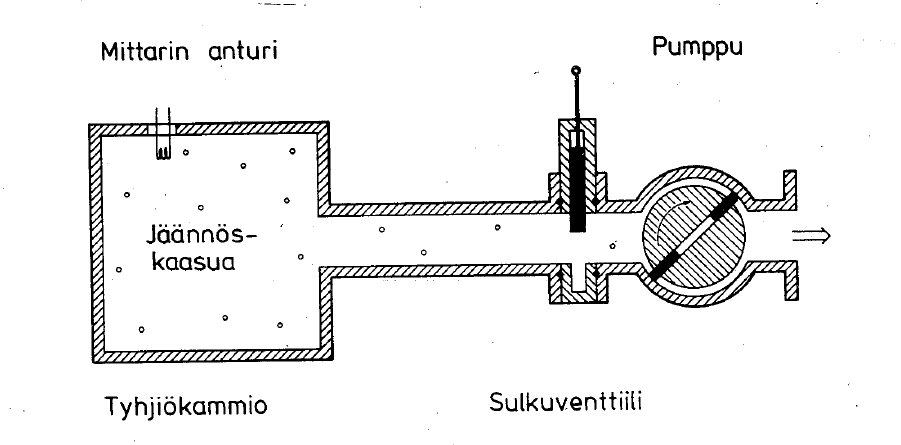 Mittarin anturi
Pumppu
Jäännös-
kaasua
Tyhjiökammio
Sulkuventtiili